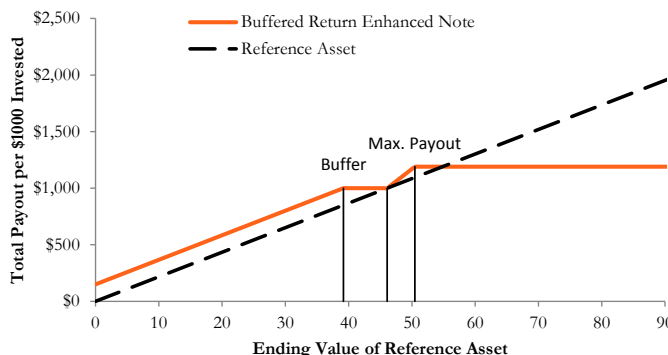 Buffered Return Enhanced Note
Reference Asset
Total Payout per $1000 Invested
$2,500
$2,000
$1,500
$1,000
$500
$0
Max. Payout
Buffer
0 10 20 30 40 50 60 70 80 90
Ending Value of Reference Asset